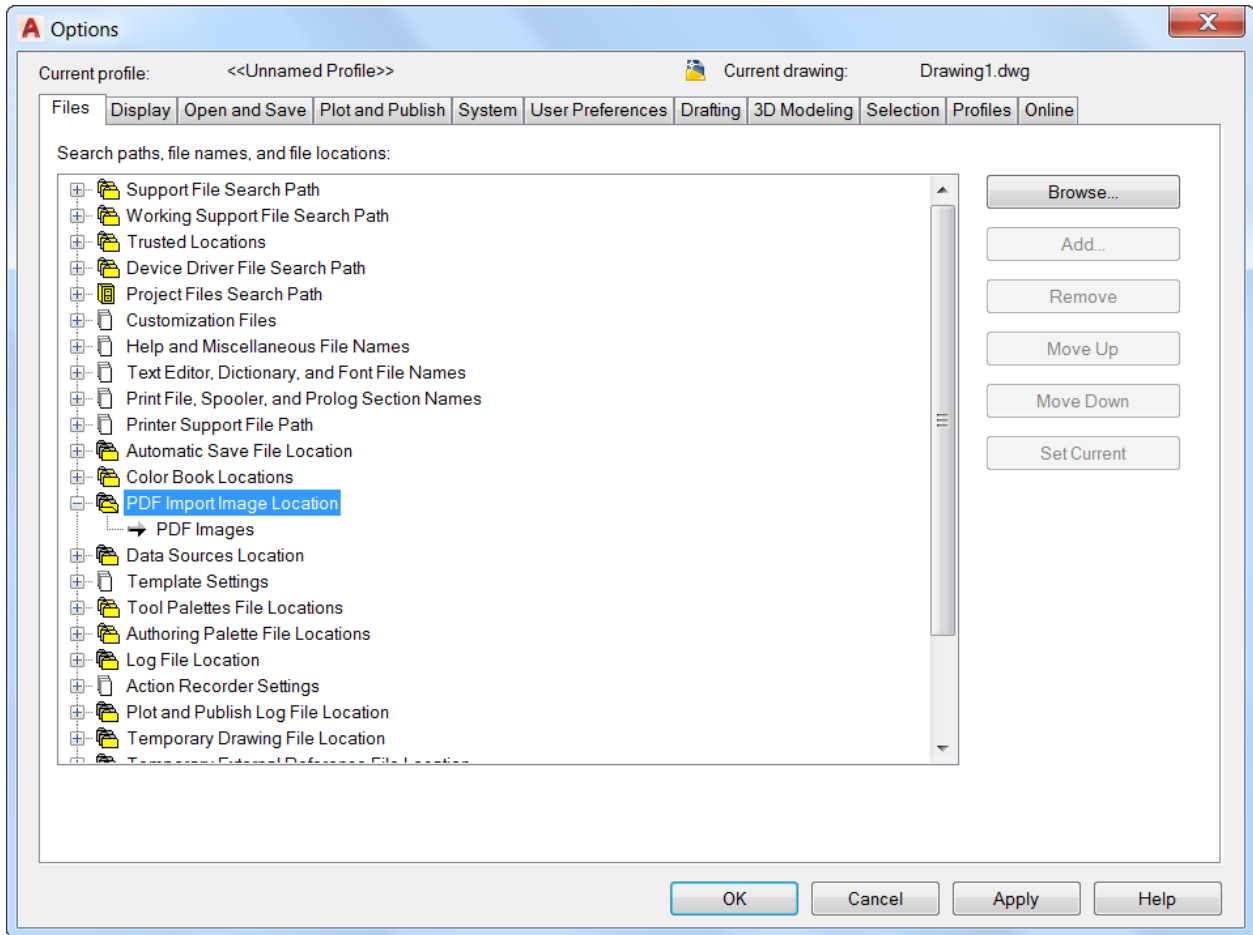 Options
Current profile: <<Unnamed Profile>> Current drawing: Drawing1.dwg
Files Display Open and Save Plot and Publish System User Preferences Drafting 3D Modeling Selection Profiles Online
Search paths, file names, and file locations:
Support File Search Path
Working Support File Search Path
Trusted Locations
Device Driver File Search Path
Project Files Search Path
Customization Files
Help and Miscellaneous File Names
Text Editor, Dictionary, and Font File Names
Print File, Spooler, and Prolog Section Names
Printer Support File Path
Automatic Save File Location
Color Book Locations
PDF Import Image Location
PDF Images
Data Sources Location
Template Settings
Tool Palettes File Locations
Authoring Palette File Locations
Log File Location
Action Recorder Settings
Plot and Publish Log File Location
Temporary Drawing File Location
Temporary External Reference File Location
Browse...
Add...
Remove
Move Up
Move Down
Set Current
OK Cancel Apply Help